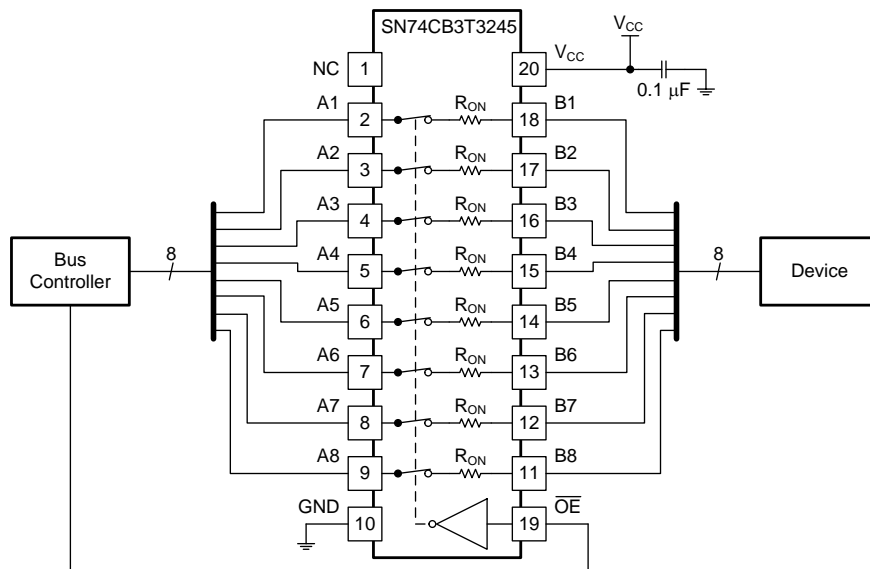 SN74CB3T3245
VCC
NC 1 20 VCC
0.1 μF
A1 2 RON 18 B1
A2 3 RON 17 B2
A3 4 RON 16 B3
A4 5 RON 15 B4
Bus Controller 8 8 Device
A5 6 RON 14 B5
A6 7 RON 13 B6
A7 8 RON 12 B7
A8 9 RON 11 B8
GND 10 19 O̅E̅